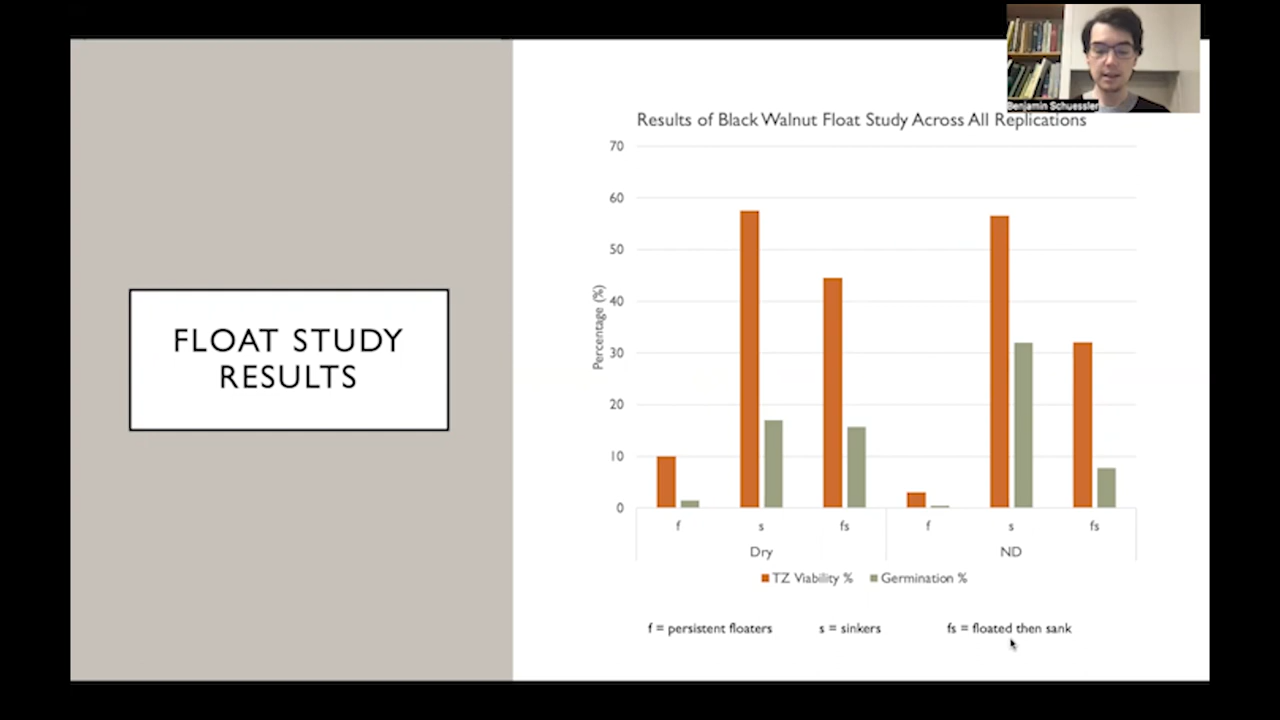 Benjamin Schuessler
FLOAT STUDY
RESULTS
Results of Black Walnut Float Study Across All Replications
Percentage (%)
70
60
50
40
30
20
10
0
f s fs f s fs
Dry ND
TZ Viability % Germination %
f = persistent floaters s = sinkers fs = floated then sank